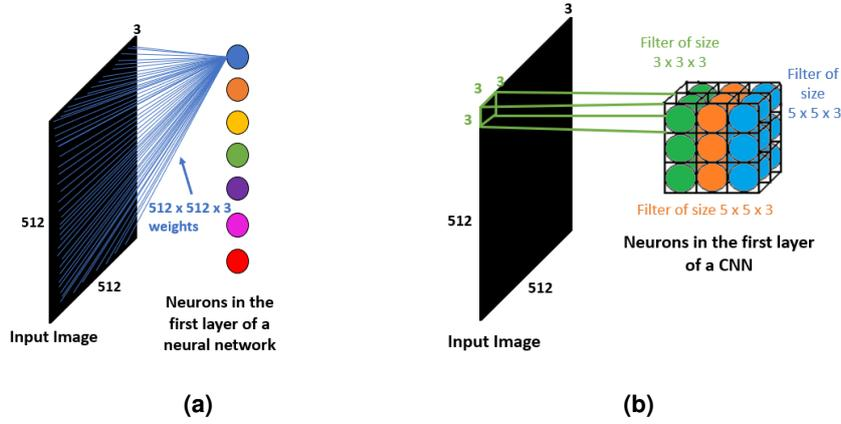 3
512
512
512 x 512 x 3
weights
Input Image
Neurons in the
first layer of a
neural network
(a)
3
3
3
3
512
512
Input Image
Filter of size
3 x 3 x 3
Filter of
size
5 x 5 x 3
Filter of size 5 x 5 x 3
Neurons in the first layer
of a CNN
(b)